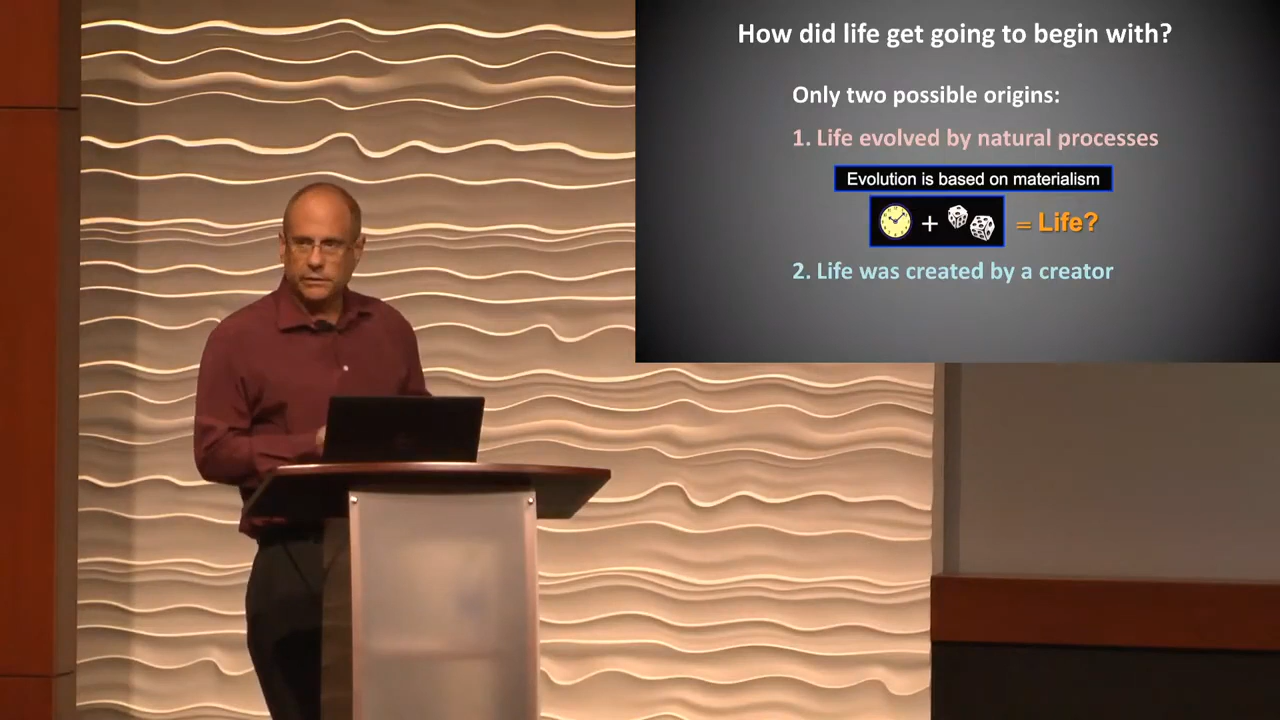 How did life get going to begin with?
Only two possible origins:
1. Life evolved by natural processes
Evolution is based on materialism
+ = Life?
2. Life was created by a creator